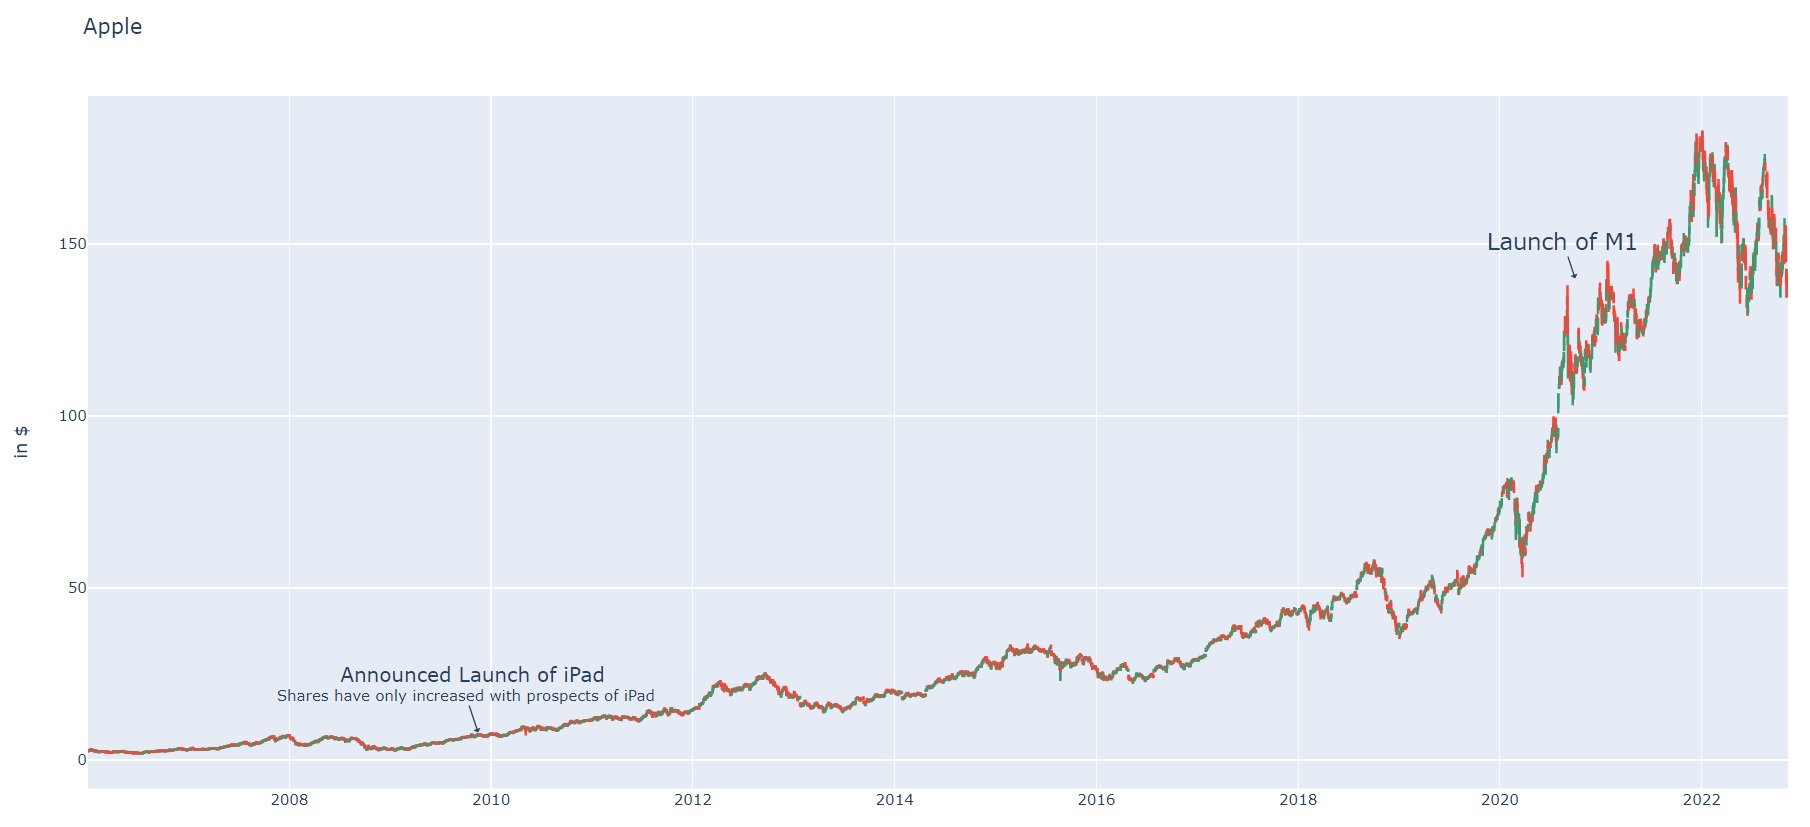 Apple
in $
150
100
50
0
Launch of M1
Announced Launch of iPad
Shares have only increased with prospects of iPad
2008 2010 2012 2014 2016 2018 2020 2022